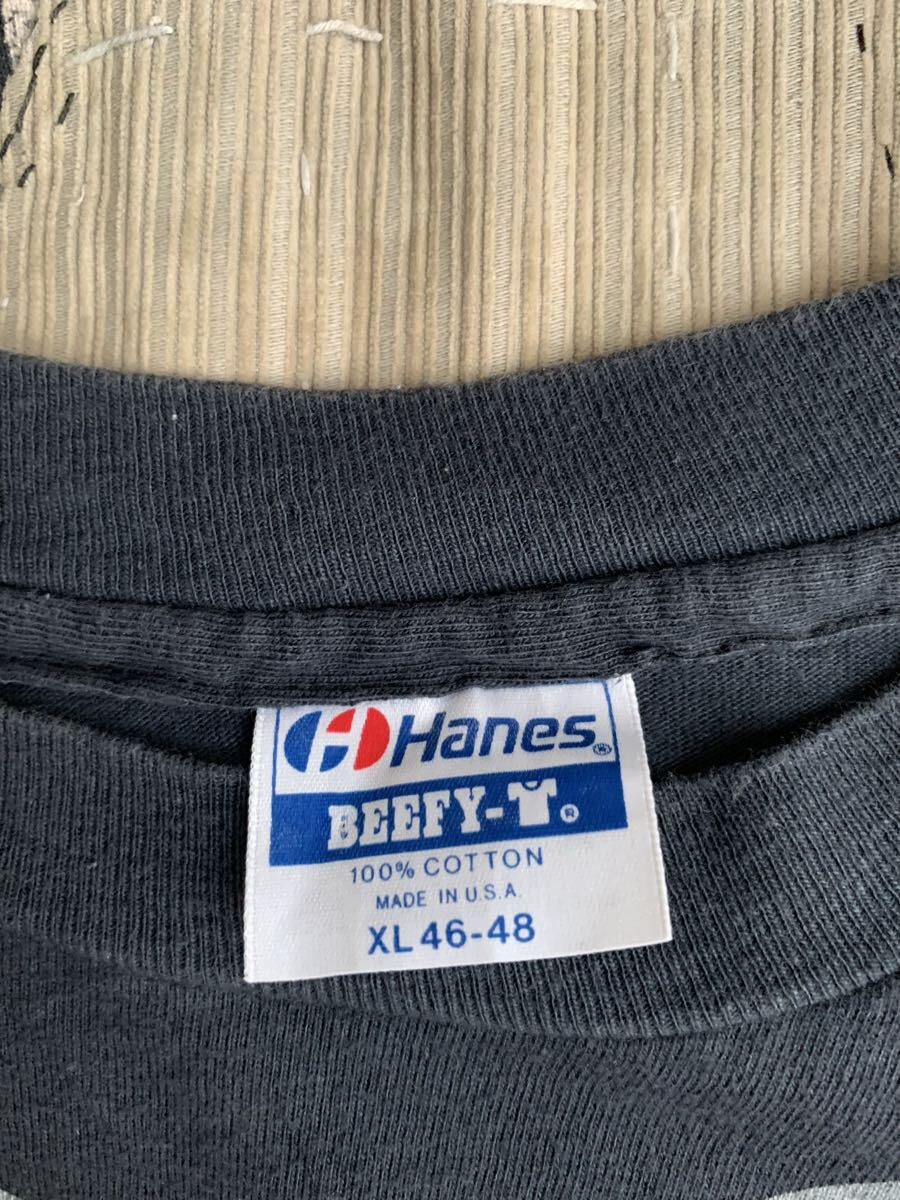 Hanes®
BEEFY-T®
100% COTTON
MADE IN U.S.A.
XL 46-48